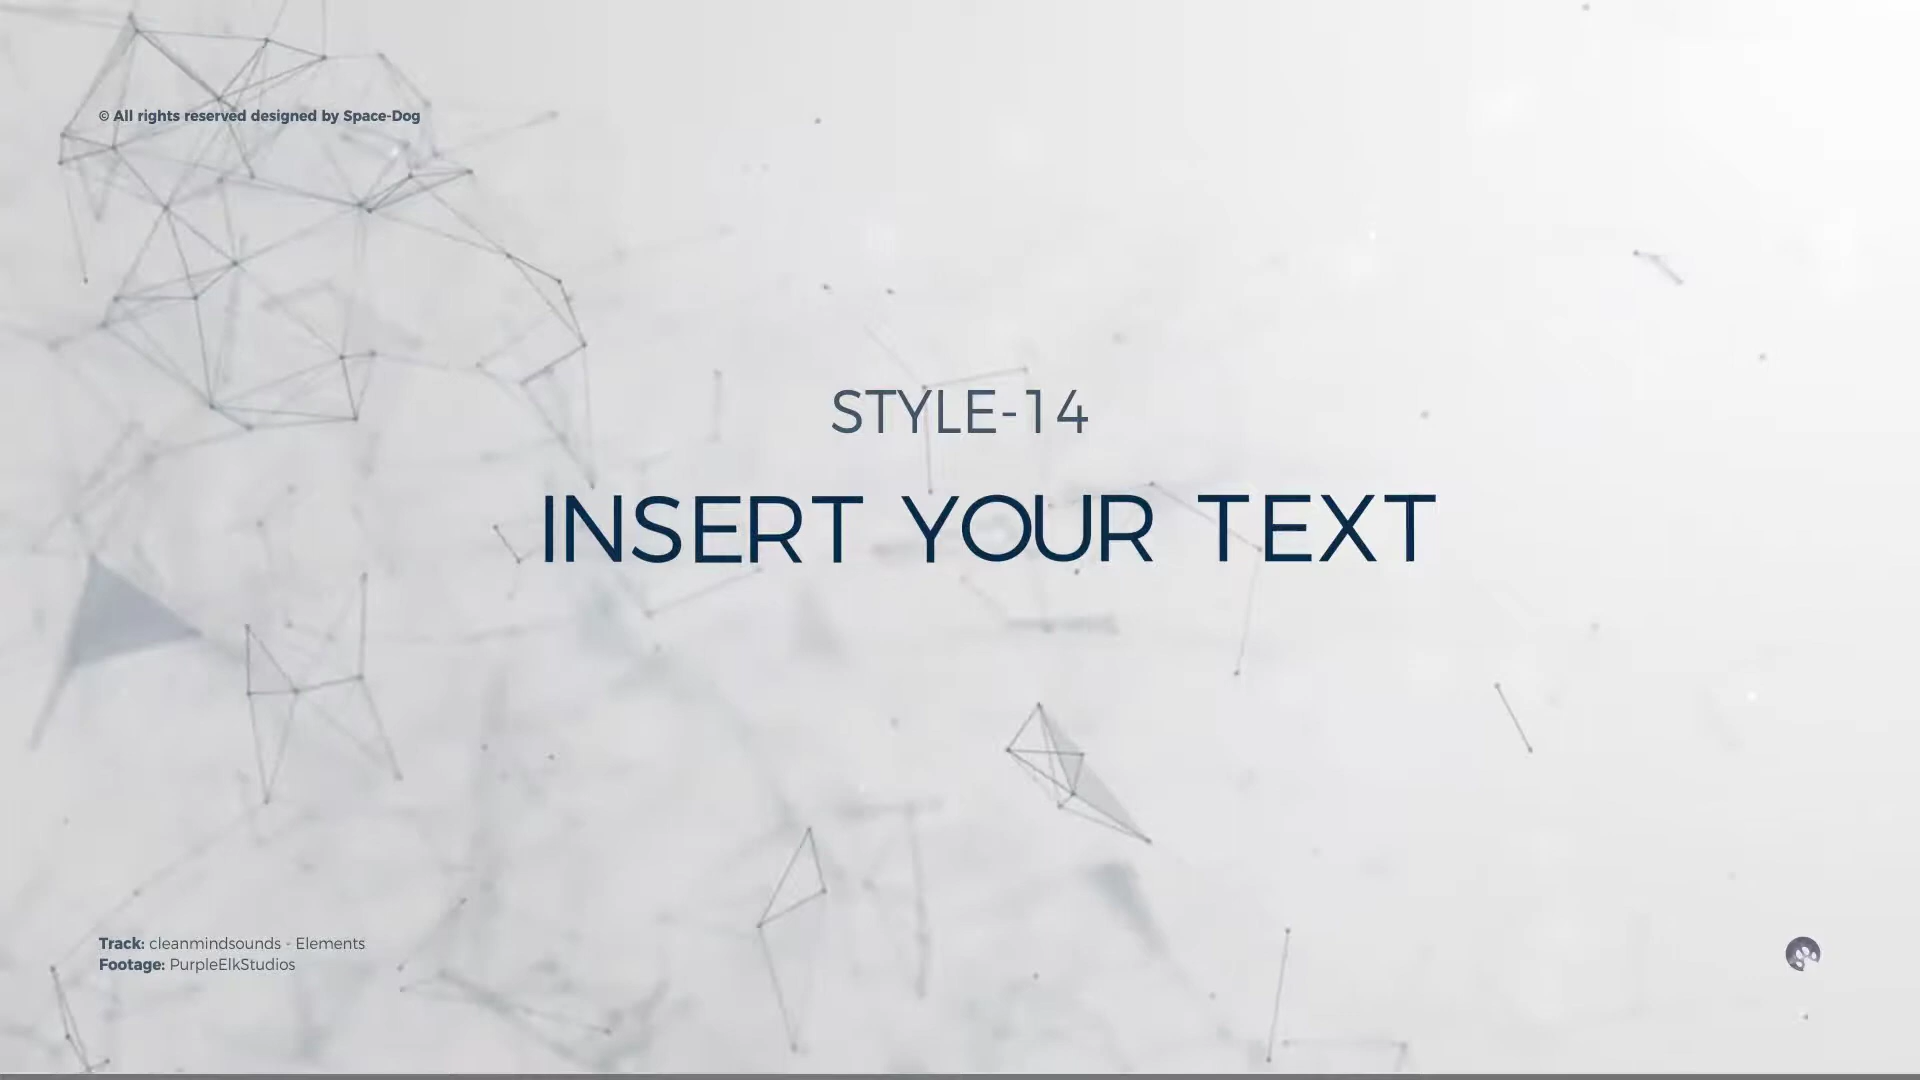 © All rights reserved designed by Space-Dog
STYLE-14
INSERT YOUR TEXT
Track: cleanmindsounds - Elements
Footage: PurpleElkStudios